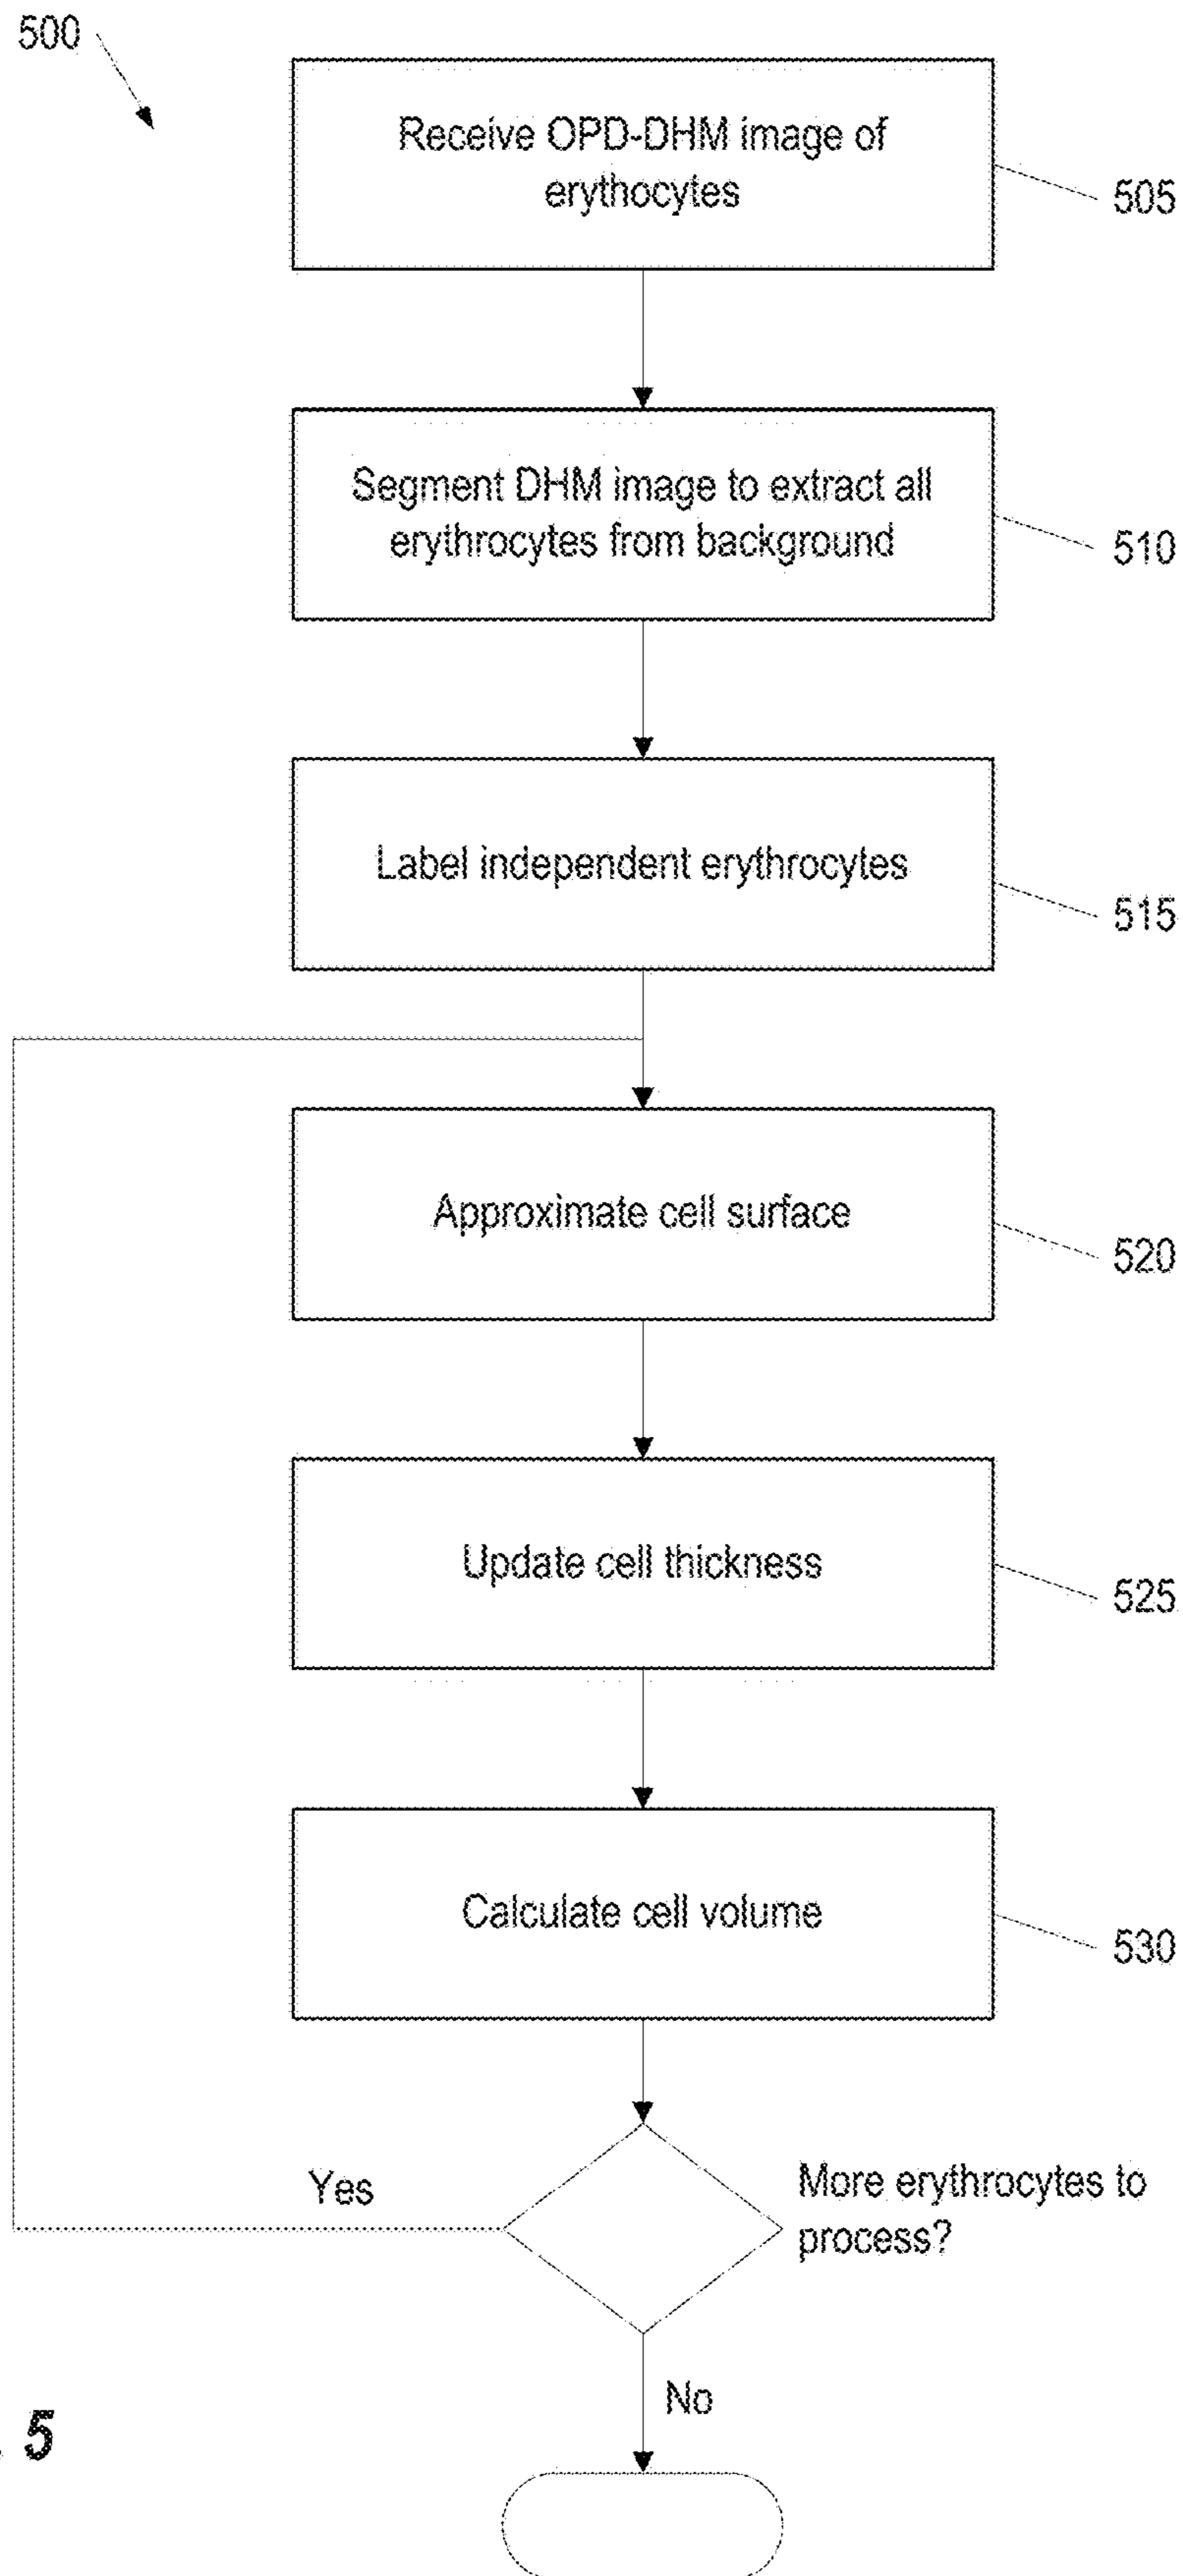 500
Receive OPD-DHM image of
erythocytes
505
Segment DHM image to extract all
erythrocytes from background
510
Label independent erythrocytes
515
Approximate cell surface
520
Update cell thickness
525
Calculate cell volume
530
Yes
More erythrocytes to
process?
No
. 5